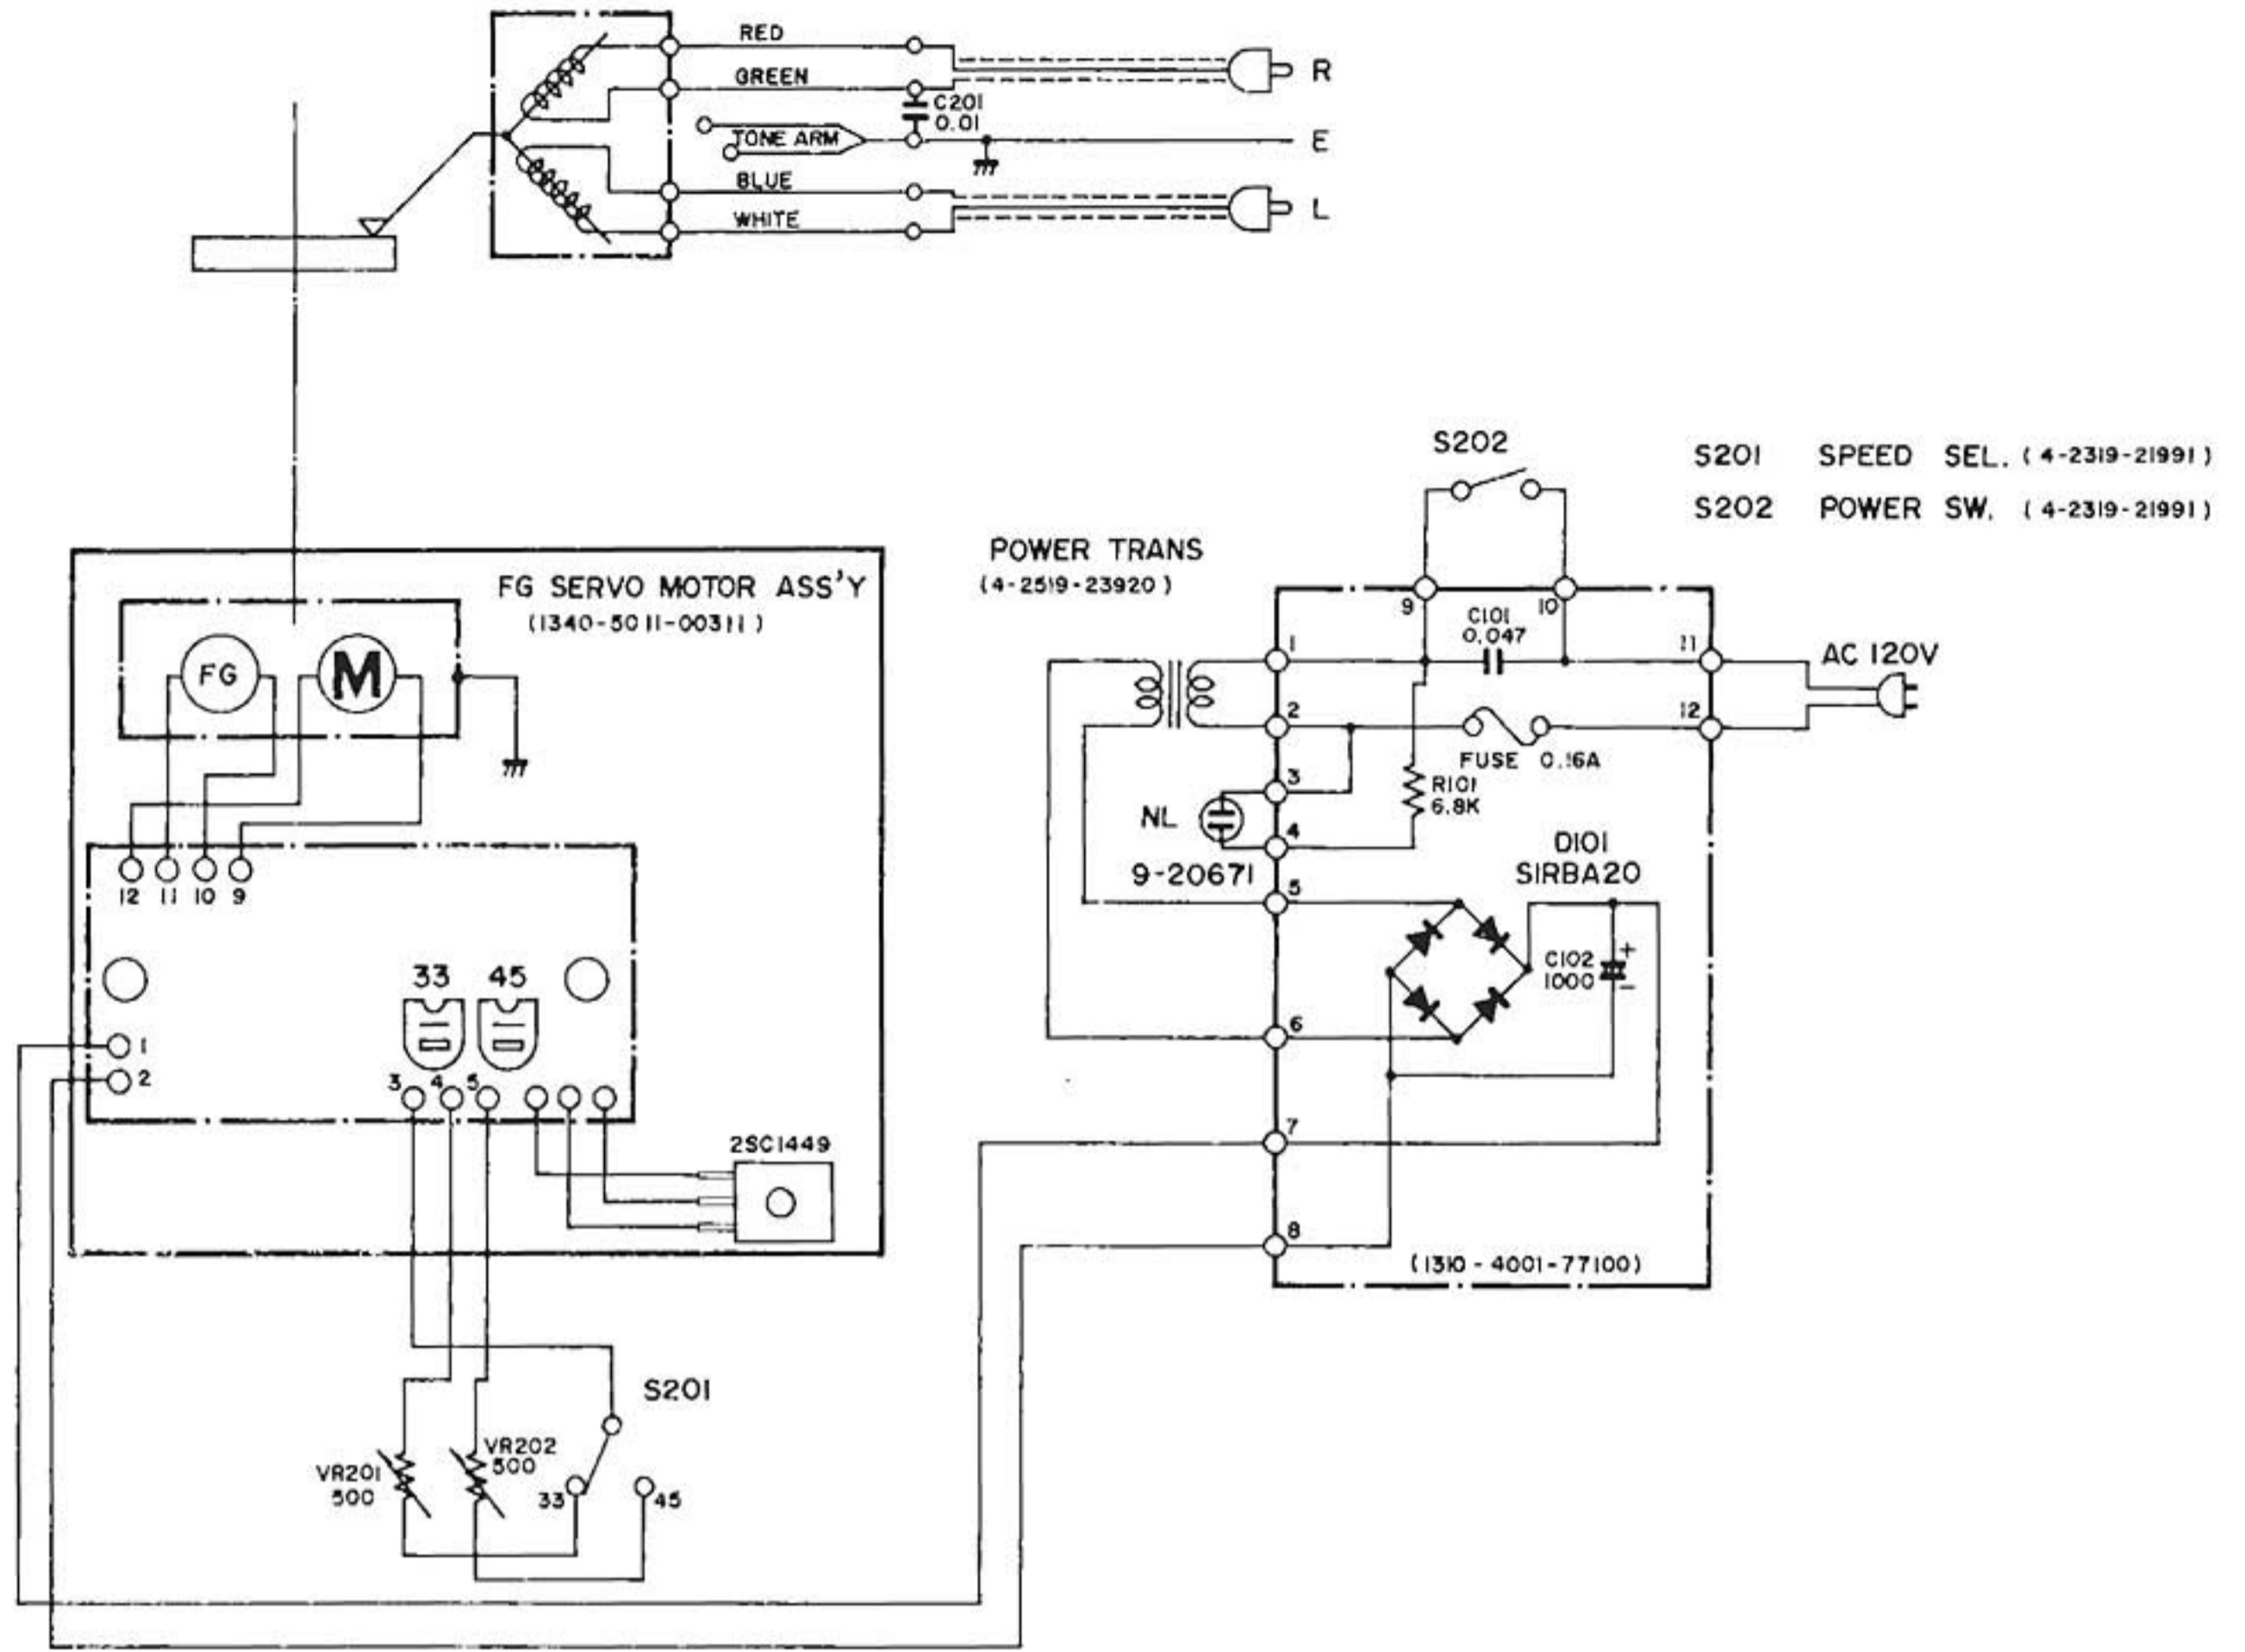 RED
GREEN
R
C201
0.01
TONE ARM
E
BLUE
WHITE
L
S202
S201 SPEED SEL. (4-2319-21991)
S202 POWER SW. (4-2319-21991)
POWER TRANS
(4-2519-23920)
FG SERVO MOTOR ASS'Y
(1340-5011-00311)
FG
M
9
10
C101
0.047
1
11
AC 120V
2
12
FUSE 0.16A
3
R101
6.8K
NL
4
9-20671
D101
S1RBA20
5
C102
1000
+
-
6
7
8
(1310-4001-77100)
12 11 10 9
33 45
1
2
3 4 5
2SC1449
S201
VR201
500
VR202
500
33
45